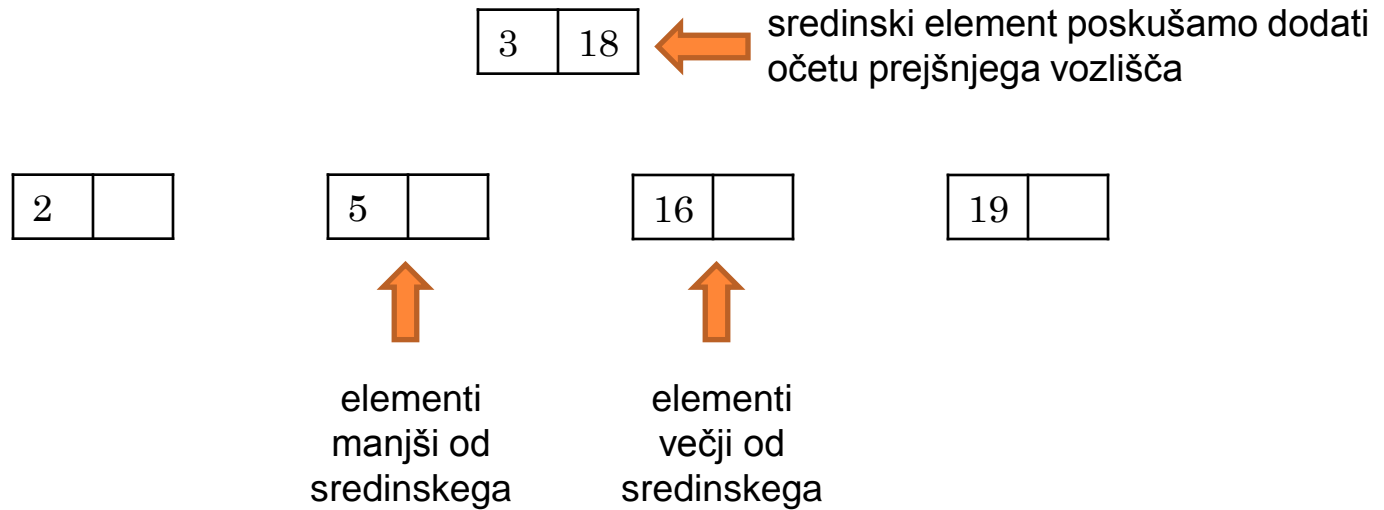 3 18
sredinski element poskušamo dodati
očetu prejšnjega vozlišča
2
5
16
19
elementi
manjši od
sredinskega
elementi
večji od
sredinskega